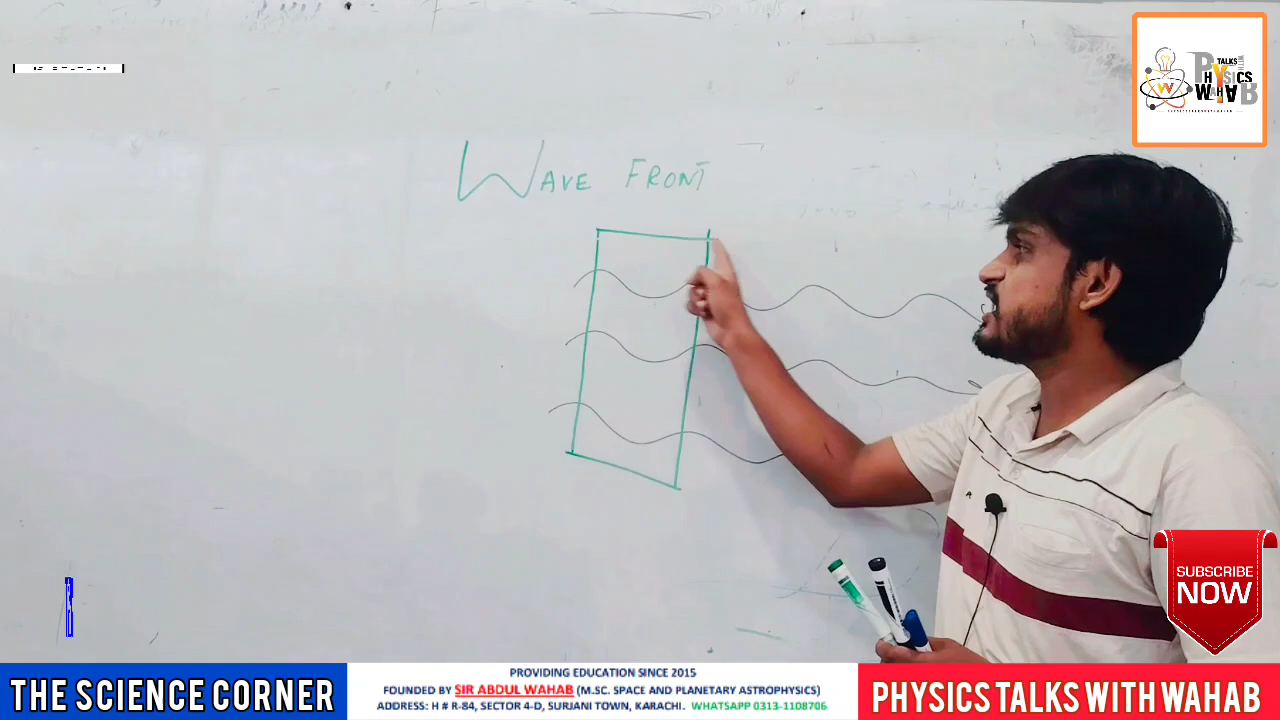 WAVE FRONT
TALKS
WITH
PHYSICS
WAHAB
SUBSCRIBE
NOW
THE SCIENCE CORNER
PROVIDING EDUCATION SINCE 2015
FOUNDED BY SIR ABDUL WAHAB (M.SC. SPACE AND PLANETARY ASTROPHYSICS)
ADDRESS: H # R-84, SECTOR 4-D, SURJANI TOWN, KARACHI. WHATSAPP 0313-1108706
PHYSICS TALKS WITH WAHAB